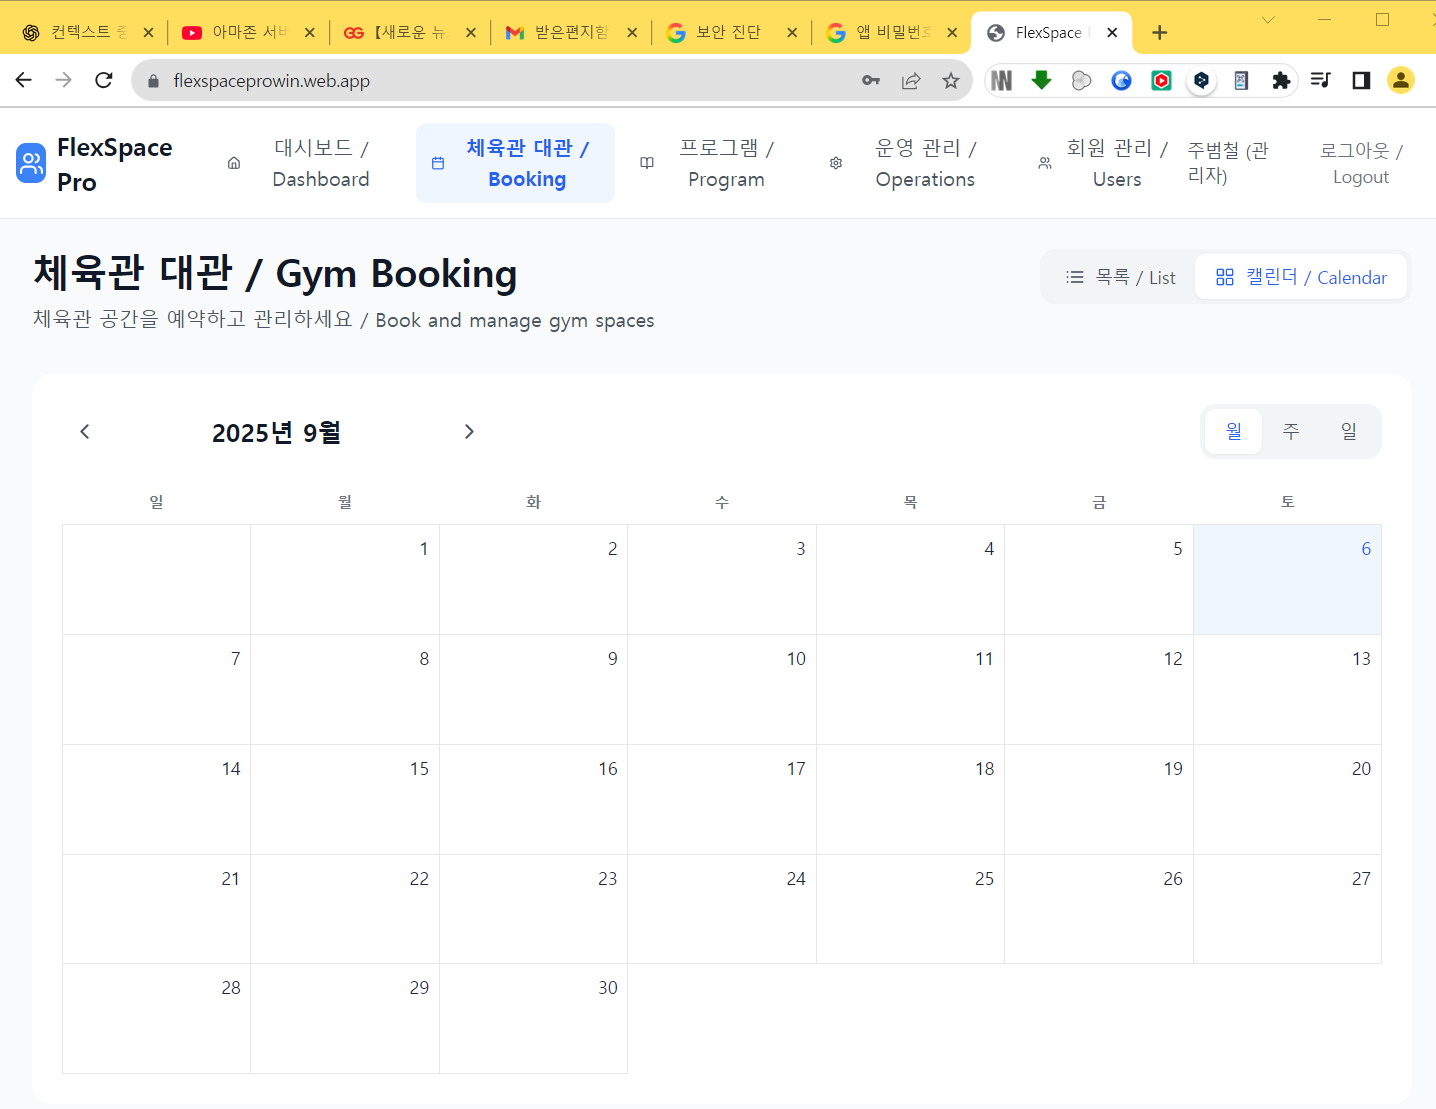 컨텍스트 중
아마존 서버
【새로운 뉴
받은편지함
보안 진단
앱 비밀번호
FlexSpace
flexspaceprowin.web.app
FlexSpace
Pro
대시보드 /
Dashboard
체육관 대관 /
Booking
프로그램 /
Program
운영 관리 /
Operations
회원 관리 /
Users
주범철 (관
리자)
로그아웃 /
Logout
체육관 대관 / Gym Booking
체육관 공간을 예약하고 관리하세요 / Book and manage gym spaces
목록 / List
캘린더 / Calendar
2025년 9월
월 주 일
일 월 화 수 목 금 토
1 2 3 4 5 6
7 8 9 10 11 12 13
14 15 16 17 18 19 20
21 22 23 24 25 26 27
28 29 30